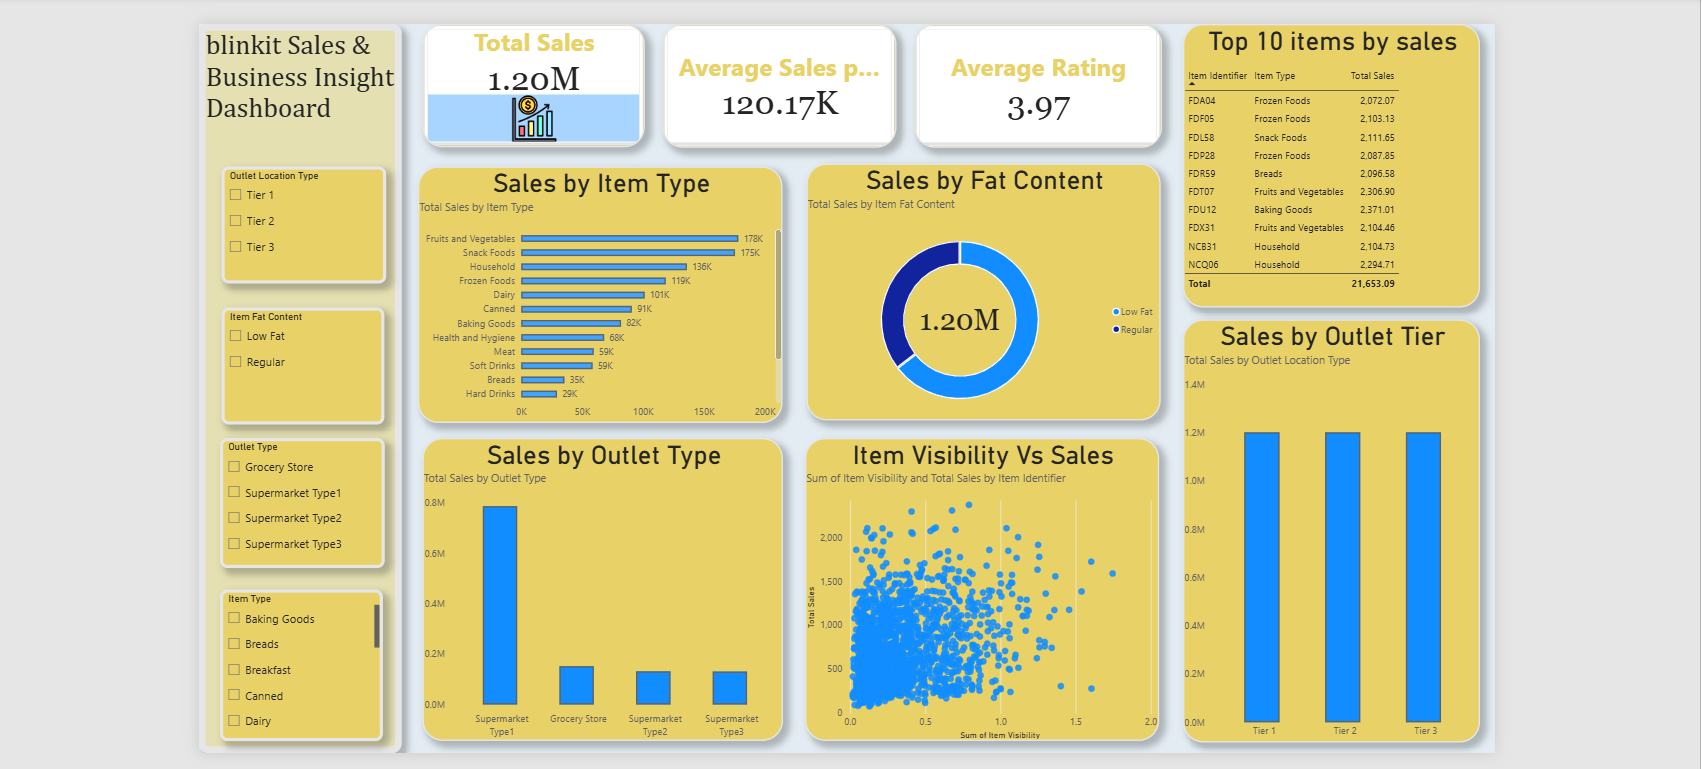 blinkit Sales &
Business Insight
Dashboard
Outlet Location Type
Tier 1
Tier 2
Tier 3
Item Fat Content
Low Fat
Regular
Outlet Type
Grocery Store
Supermarket Type1
Supermarket Type2
Supermarket Type3
Item Type
Baking Goods
Breads
Breakfast
Canned
Dairy
Total Sales
1.20M
Average Sales p...
120.17K
Average Rating
3.97
Sales by Item Type
Total Sales by Item Type
Fruits and Vegetables 178K
Snack Foods 175K
Household 136K
Frozen Foods 119K
Dairy 101K
Canned 91K
Baking Goods 82K
Health and Hygiene 68K
Meat 59K
Soft Drinks 59K
Breads 35K
Hard Drinks 29K
0K 50K 100K 150K 200K
Sales by Fat Content
Total Sales by Item Fat Content
1.20M
Low Fat
Regular
Sales by Outlet Type
Total Sales by Outlet Type
0.8M
0.6M
0.4M
0.2M
0.0M
Supermarket Type1
Grocery Store
Supermarket Type2
Supermarket Type3
Item Visibility Vs Sales
Sum of Item Visibility and Total Sales by Item Identifier
Total Sales
2,000
1,500
1,000
500
0
0.0 0.5 1.0 1.5 2.0
Sum of Item Visibility
Top 10 items by sales
Item Identifier Item Type Total Sales
FDA04 Frozen Foods 2,072.07
FDF05 Frozen Foods 2,103.13
FDL58 Snack Foods 2,111.65
FDP28 Frozen Foods 2,087.85
FDR59 Breads 2,096.58
FDT07 Fruits and Vegetables 2,306.90
FDU12 Baking Goods 2,371.01
FDX31 Fruits and Vegetables 2,104.46
NCB31 Household 2,104.73
NCQ06 Household 2,294.71
Total 21,653.09
Sales by Outlet Tier
Total Sales by Outlet Location Type
1.4M
1.2M
1.0M
0.8M
0.6M
0.4M
0.2M
0.0M
Tier 1 Tier 2 Tier 3